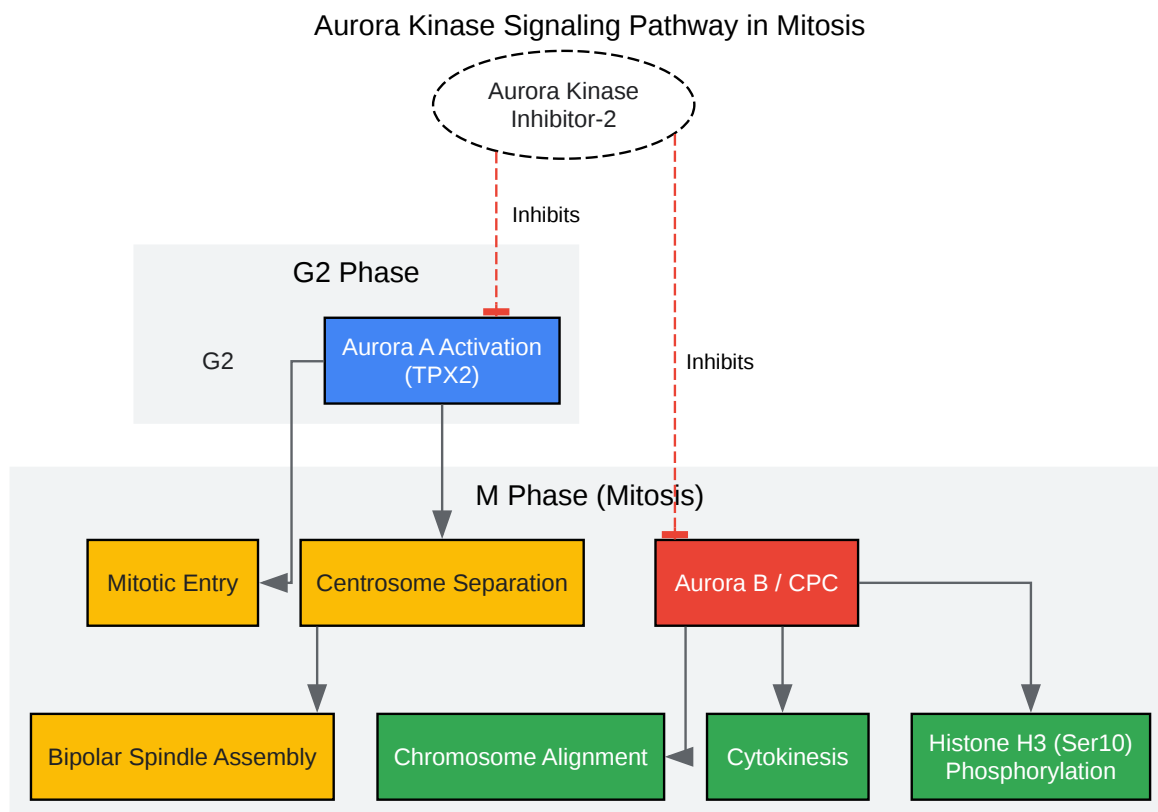 Aurora Kinase Signaling Pathway in Mitosis
Aurora Kinase
Inhibitor-2
Inhibits
G2 Phase
G2
Aurora A Activation
(TPX2)
Inhibits
M Phase (Mitosis)
Mitotic Entry
Centrosome Separation
Aurora B / CPC
Bipolar Spindle Assembly
Chromosome Alignment
Cytokinesis
Histone H3 (Ser10)
Phosphorylation